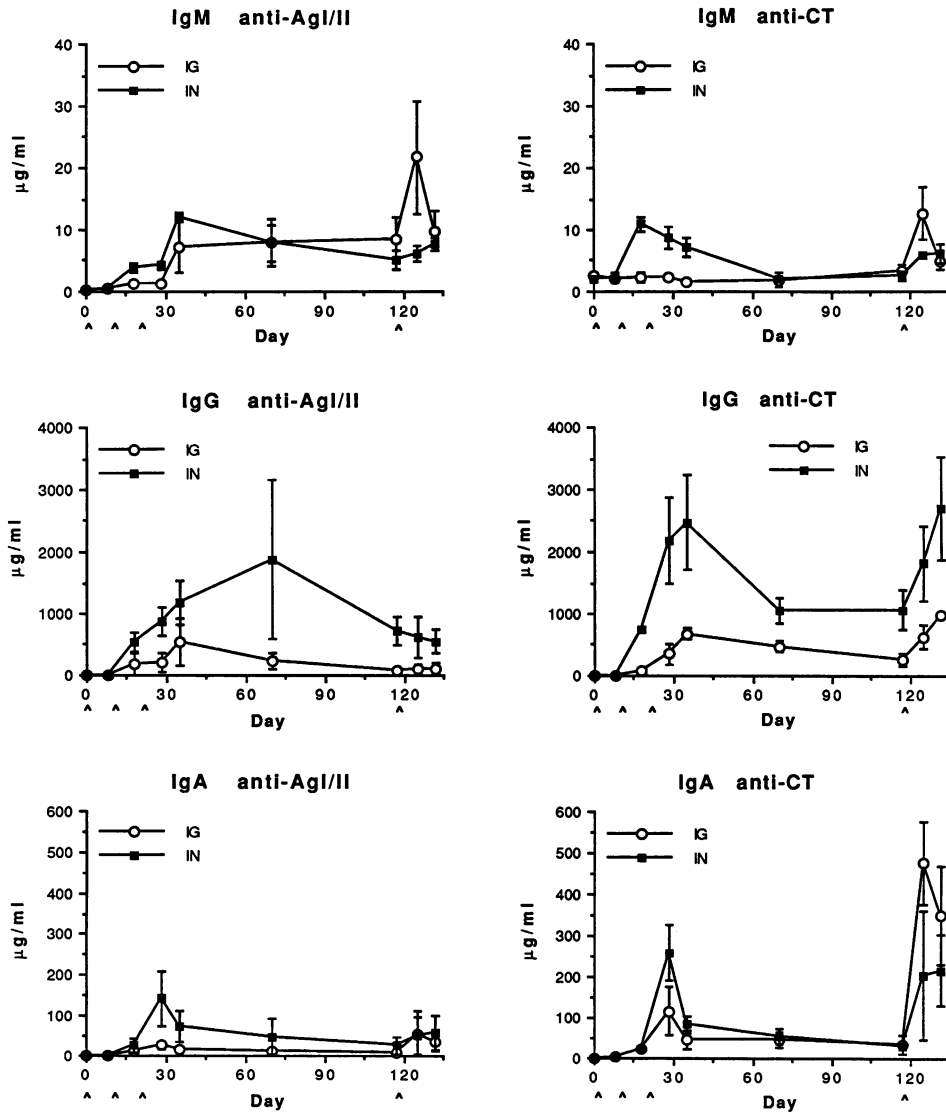 IgM anti-AgI/II
40
30
20
10
0
µg/ml
IG
IN
0 30 60 90 120
^ ^ ^ ^
Day
IgM anti-CT
40
30
20
10
0
µg/ml
IG
IN
0 30 60 90 120
^ ^ ^ ^
Day
IgG anti-AgI/II
4000
3000
2000
1000
0
µg/ml
IG
IN
0 30 60 90 120
^ ^ ^ ^
Day
IgG anti-CT
4000
3000
2000
1000
0
µg/ml
IG
IN
0 30 60 90 120
^ ^ ^ ^
Day
IgA anti-AgI/II
600
500
400
300
200
100
0
µg/ml
IG
IN
0 30 60 90 120
^ ^ ^ ^
Day
IgA anti-CT
600
500
400
300
200
100
0
µg/ml
IG
IN
0 30 60 90 120
^ ^ ^ ^
Day